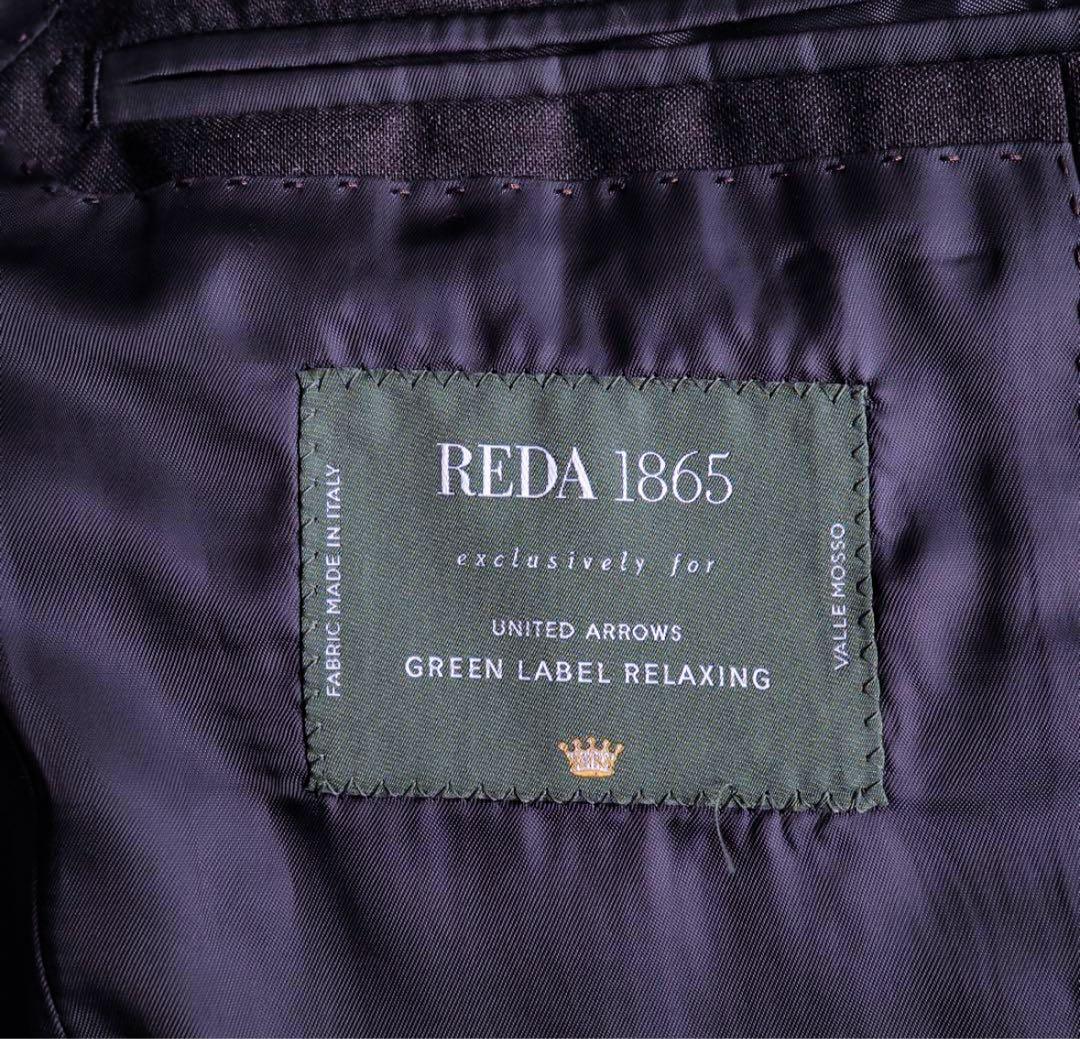 REDA 1865
exclusively for
UNITED ARROWS
GREEN LABEL RELAXING
FABRIC MADE IN ITALY
VALLE MOSSO